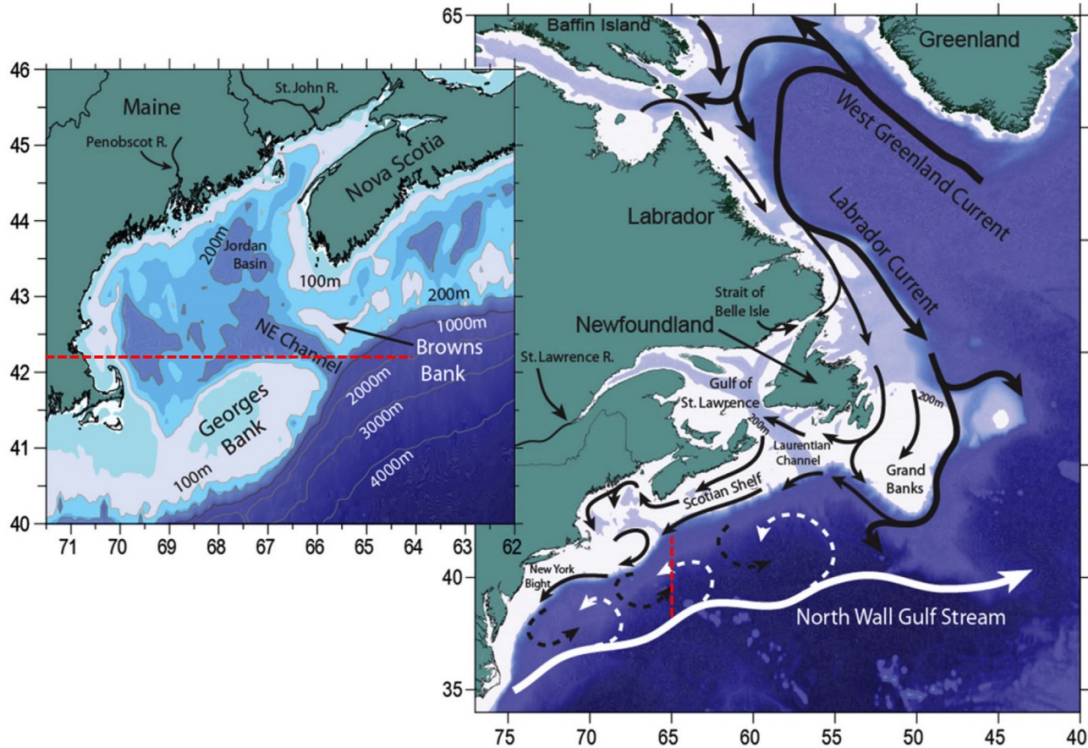 46
45
44
43
42
41
40
71
70
69
68
67
66
65
64
63
62
Maine
St. John R.
Penobscot R.
Nova Scotia
200m
Jordan
Basin
100m
200m
1000m
NE Channel
Browns
Bank
2000m
3000m
4000m
Georges
Bank
100m
65
40
35
75
70
65
60
55
50
45
40
Baffin Island
Greenland
West Greenland Current
Labrador
Labrador Current
Strait of
Belle Isle
Newfoundland
St. Lawrence R.
Gulf of
St. Lawrence
200m
200m
Laurentian
Channel
Grand
Banks
Scotian Shelf
New York
Bight
North Wall Gulf Stream